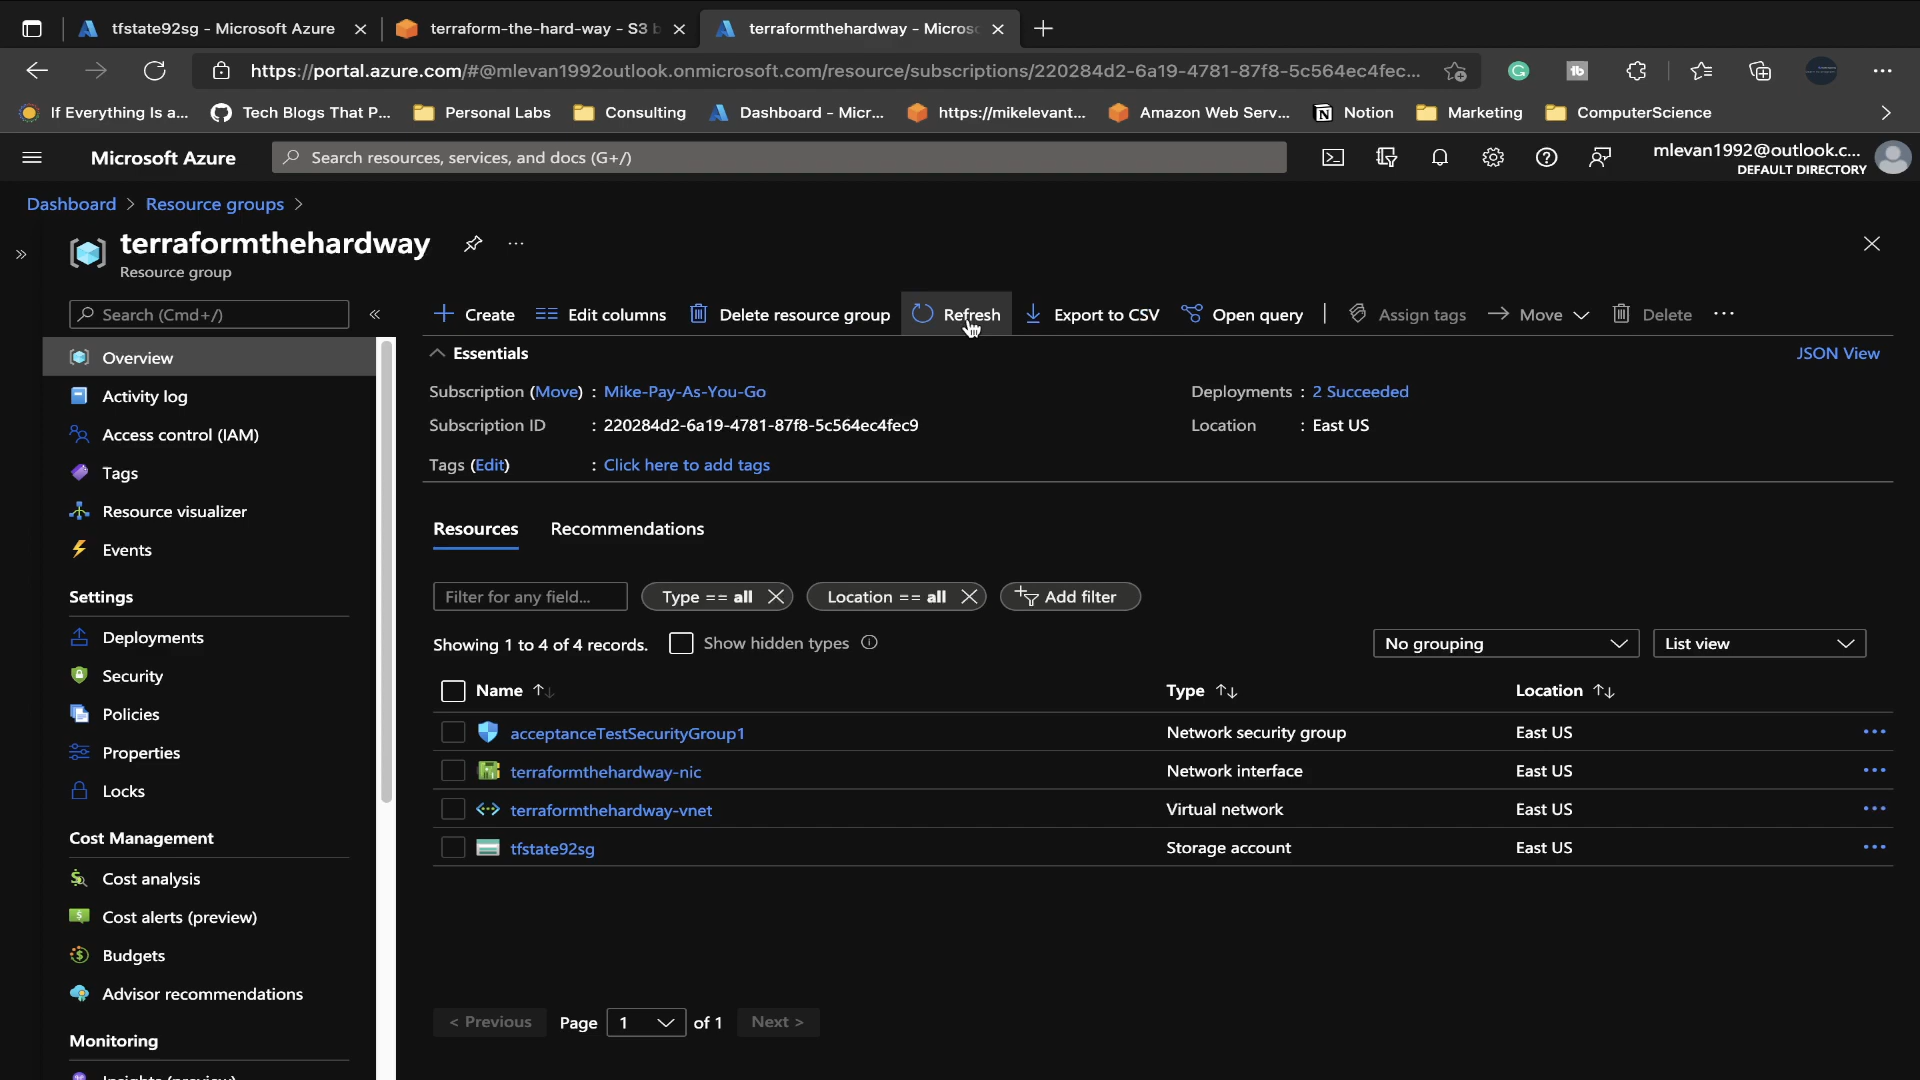 tfstate92sg - Microsoft Azure
terraform-the-hard-way - S3 b
terraformthehardway - Micros
https://portal.azure.com/#@mlevan1992outlook.onmicrosoft.com/resource/subscriptions/220284d2-6a19-4781-87f8-5c564ec4fec...
If Everything Is a...
Tech Blogs That P...
Personal Labs
Consulting
Dashboard - Micr...
https://mikelevant...
Amazon Web Serv...
Notion
Marketing
ComputerScience
Microsoft Azure
Search resources, services, and docs (G+/)
mlevan1992@outlook.c...
DEFAULT DIRECTORY
Dashboard > Resource groups >
terraformthehardway
Resource group
Search (Cmd+/)
Create
Edit columns
Delete resource group
Refresh
Export to CSV
Open query
Assign tags
Move
Delete
Overview
Activity log
Access control (IAM)
Tags
Resource visualizer
Events
Settings
Deployments
Security
Policies
Properties
Locks
Cost Management
Cost analysis
Cost alerts (preview)
Budgets
Advisor recommendations
Monitoring
Insights (preview)
Essentials
JSON View
Subscription (Move) : Mike-Pay-As-You-Go
Deployments : 2 Succeeded
Subscription ID : 220284d2-6a19-4781-87f8-5c564ec4fec9
Location : East US
Tags (Edit) : Click here to add tags
Resources
Recommendations
Filter for any field...
Type == all
Location == all
Add filter
Showing 1 to 4 of 4 records.
Show hidden types
No grouping
List view
Name Type Location
acceptanceTestSecurityGroup1 Network security group East US
terraformthehardway-nic Network interface East US
terraformthehardway-vnet Virtual network East US
tfstate92sg Storage account East US
< Previous Page 1 of 1 Next >